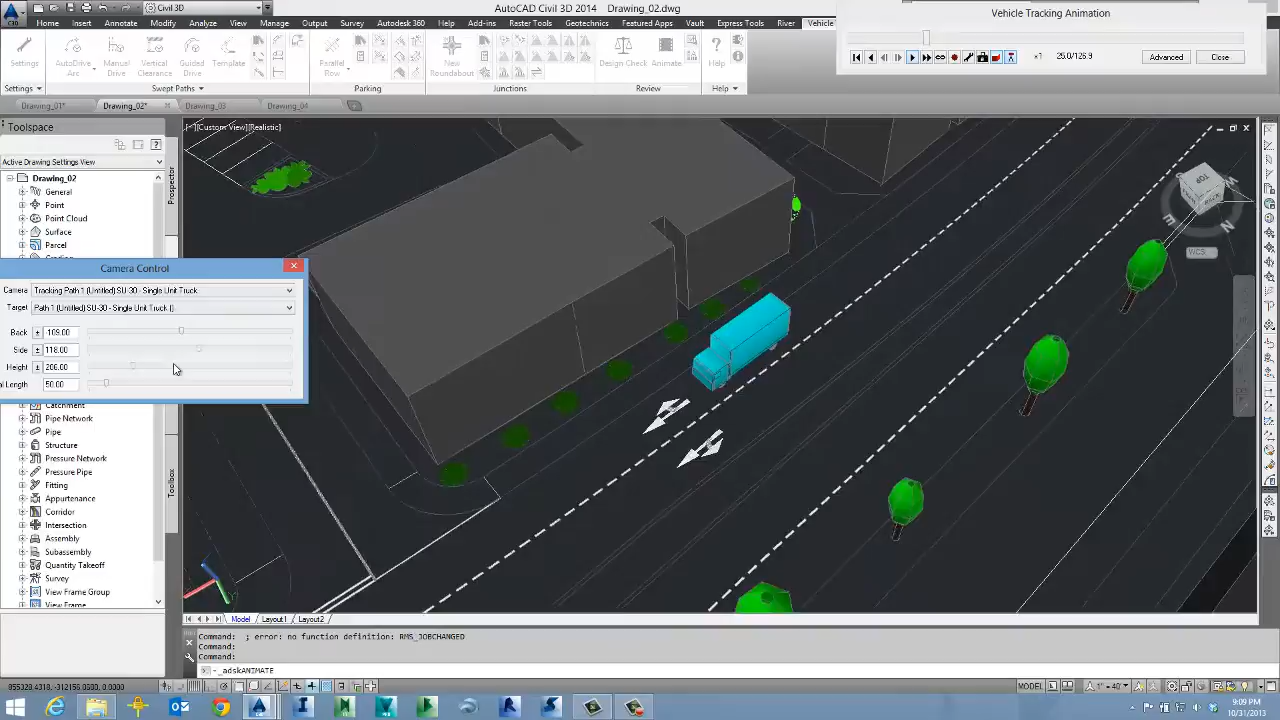 Civil 3D
AutoCAD Civil 3D 2014 Drawing_02.dwg
Vehicle Tracking Animation
Home Insert Annotate Modify Analyze View Manage Output Survey Autodesk 360 Help Add-ins Raster Tools Geotechnics Featured Apps Vault Express Tools River Vehicle
Settings
AutoDrive Arc
Manual Drive
Vertical Clearance
Guided Drive
Template
Parallel Row
New Roundabout
Design Check
Animate
Help
Advanced
Close
Settings
Swept Paths
Parking
Junctions
Review
Help
Drawing_01*
Drawing_02*
Drawing_03
Drawing_04
Toolspace
[-][Custom View][Realistic]
Active Drawing Settings View
Prospector
Drawing_02
General
Point
Point Cloud
Surface
Parcel
Camera Control
Camera Tracking Path 1 (Untitled) SU-30 - Single Unit Truck
Target Path 1 (Untitled) SU-30 - Single Unit Truck ()
Back ± -109.00
Side ± 118.00
Height ± 206.00
al Length 50.00
Catchment
Pipe Network
Pipe
Structure
Pressure Network
Pressure Pipe
Fitting
Appurtenance
Corridor
Intersection
Assembly
Subassembly
Quantity Takeoff
Survey
View Frame Group
View Frame
Toolbox
TOP
BACK
E
N
WCS
Model Layout1 Layout2
Command: ; error: no function definition: RMS_JOBCHANGED
Command:
Command:
-_adskANIMATE
MODEL
1" = 40'
9:09 PM
10/31/2013